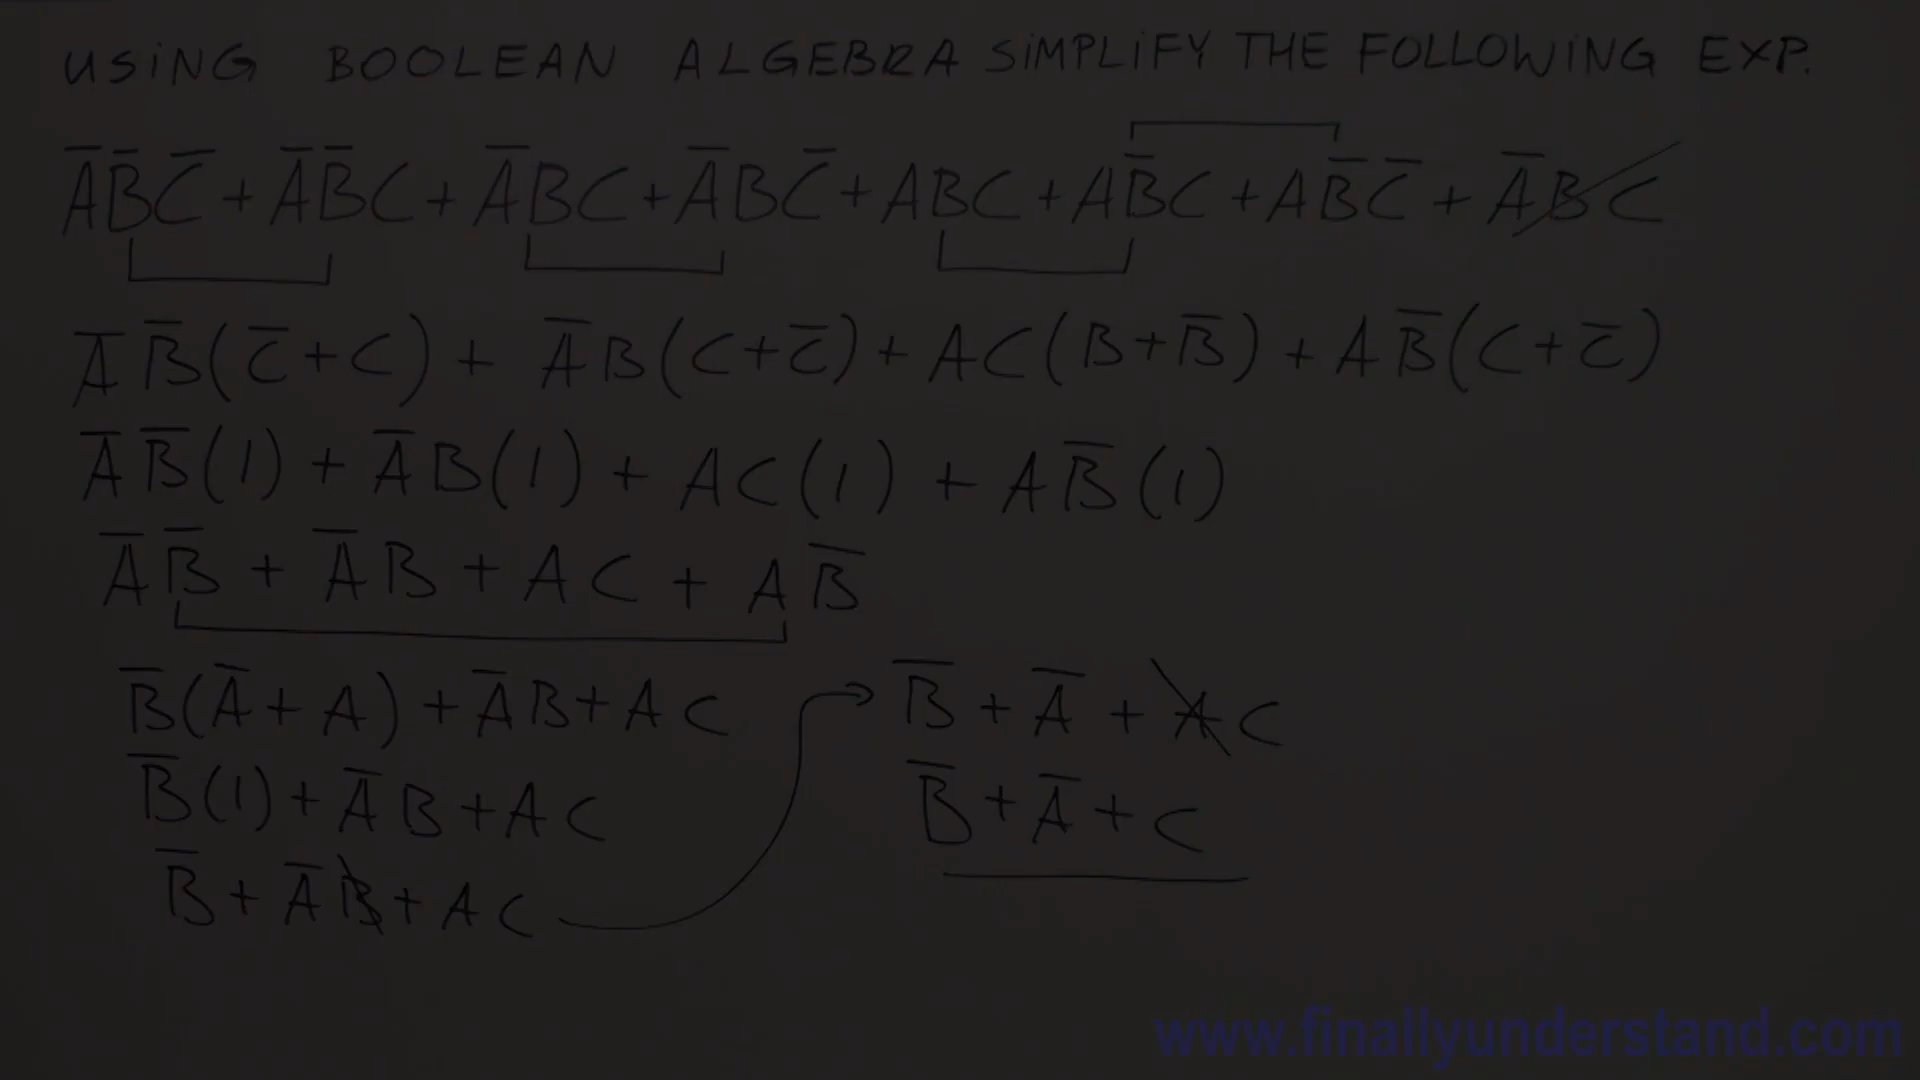 USING BOOLEAN ALGEBRA SIMPLIFY THE FOLLOWING EXP.
A̅B̅C̅ + A̅B̅C + A̅BC + A̅BC̅ + ABC + AB̅C + AB̅C̅ + A̅BC
A̅B̅(C̅+C) + A̅B(C+C̅) + AC(B+B̅) + AB̅(C+C̅)
A̅B̅(1) + A̅B(1) + AC(1) + AB̅(1)
A̅B̅ + A̅B + AC + AB̅
B̅(A̅+A) + A̅B + AC
B̅(1) + A̅B + AC
B̅ + A̅B + AC
B̅ + A̅ + AC
B̅ + A̅ + C
www.finallyunderstand.com